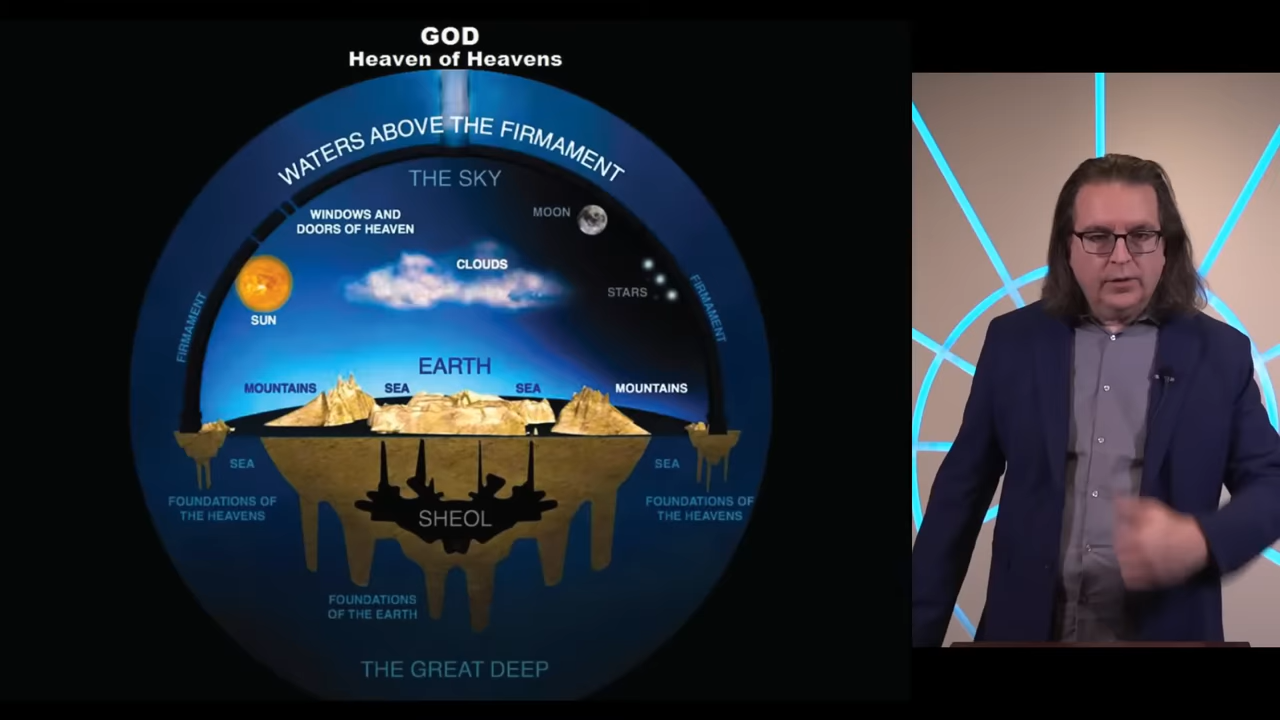 GOD
Heaven of Heavens
WATERS ABOVE THE FIRMAMENT
THE SKY
WINDOWS AND
DOORS OF HEAVEN
MOON
CLOUDS
STARS
SUN
FIRMAMENT
FIRMAMENT
EARTH
MOUNTAINS
SEA
SEA
MOUNTAINS
SEA
SEA
FOUNDATIONS OF
THE HEAVENS
FOUNDATIONS OF
THE HEAVENS
SHEOL
FOUNDATIONS
OF THE EARTH
THE GREAT DEEP